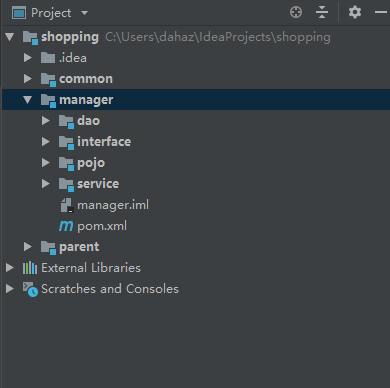 Project
shopping C:\Users\dahaz\IdeaProjects\shopping
.idea
common
manager
dao
interface
pojo
service
manager.iml
pom.xml
parent
External Libraries
Scratches and Consoles